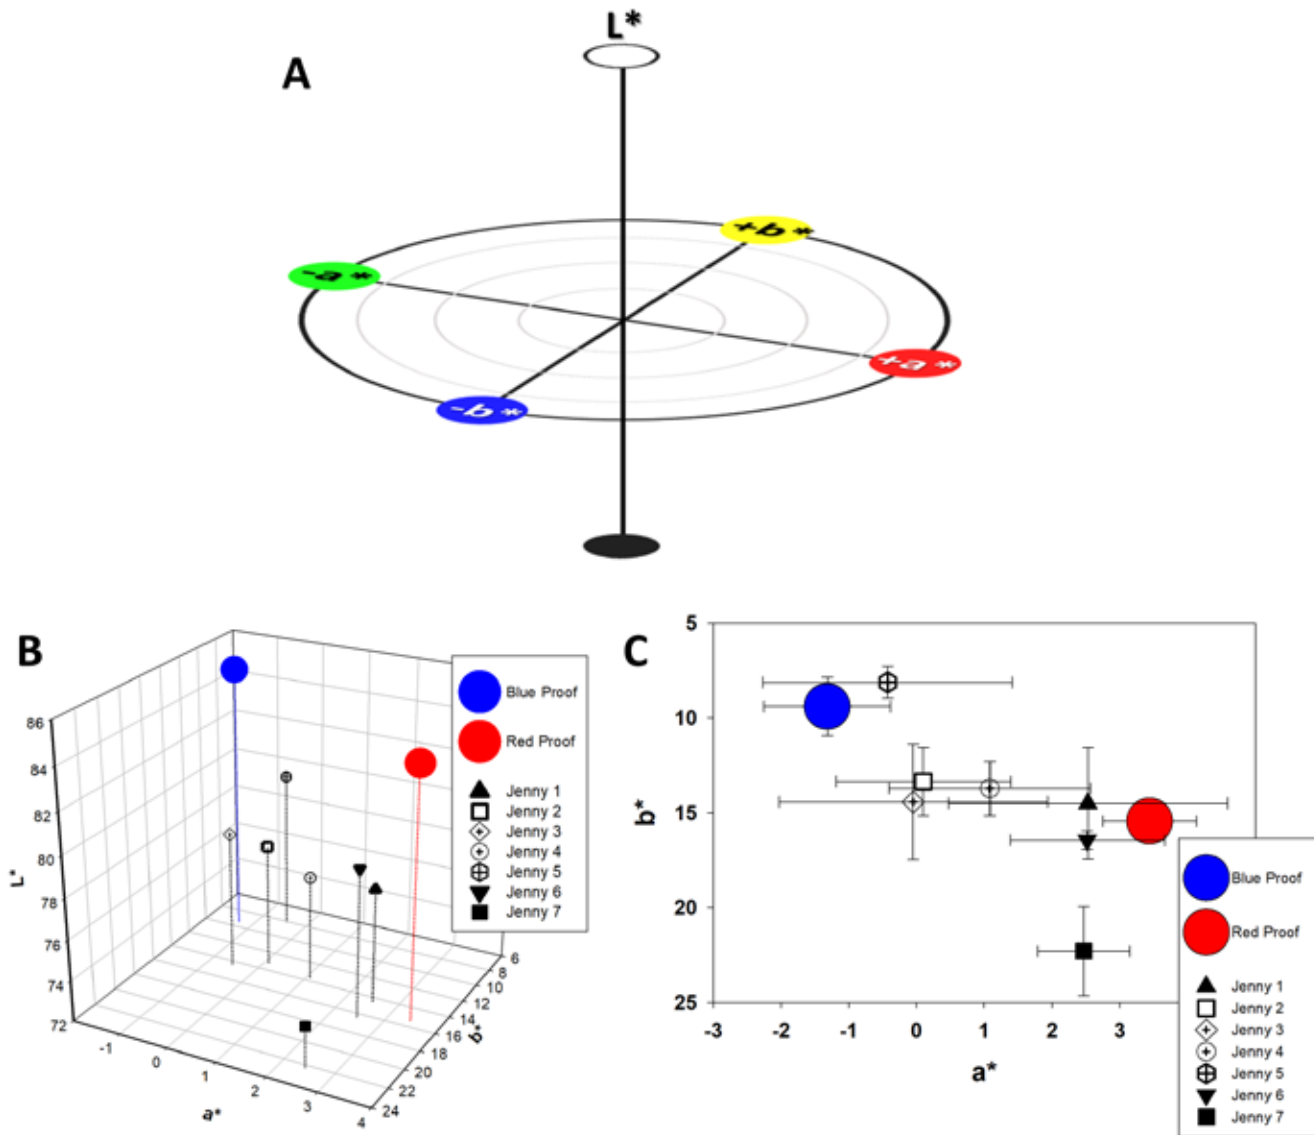 L*
A
+b*
-a*
+a*
-b*
B
Blue Proof
Red Proof
Jenny 1
Jenny 2
Jenny 3
Jenny 4
Jenny 5
Jenny 6
Jenny 7
86
84
82
80
78
76
74
72
L*
-1
0
1
2
3
4
a*
6
8
10
12
14
16
18
20
22
24
b*
C
5
10
15
20
25
b*
-3 -2 -1 0 1 2 3
a*
Blue Proof
Red Proof
Jenny 1
Jenny 2
Jenny 3
Jenny 4
Jenny 5
Jenny 6
Jenny 7